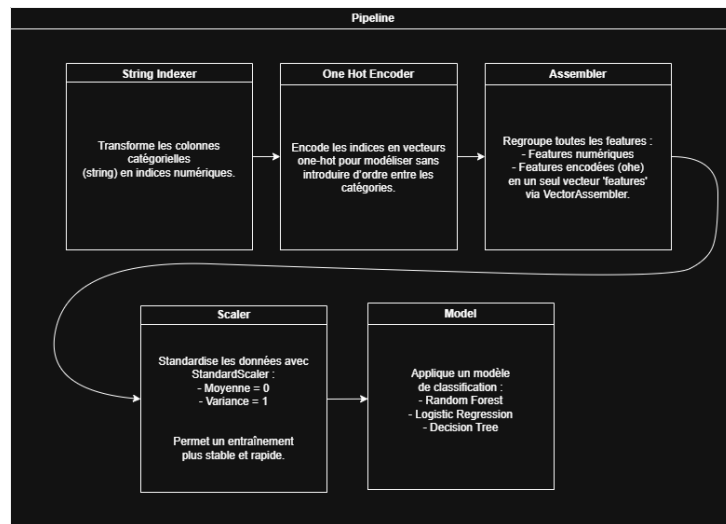 Pipeline
String Indexer
Transforme les colonnes
catégorielles
(string) en indices numériques.
One Hot Encoder
Encode les indices en vecteurs
one-hot pour modéliser sans
introduire d'ordre entre les
catégories.
Assembler
Regroupe toutes les features :
- Features numériques
- Features encodées (ohe)
en un seul vecteur 'features'
via VectorAssembler.
Scaler
Standardise les données avec
StandardScaler :
- Moyenne = 0
- Variance = 1
Permet un entraînement
plus stable et rapide.
Model
Applique un modèle
de classification :
- Random Forest
- Logistic Regression
- Decision Tree